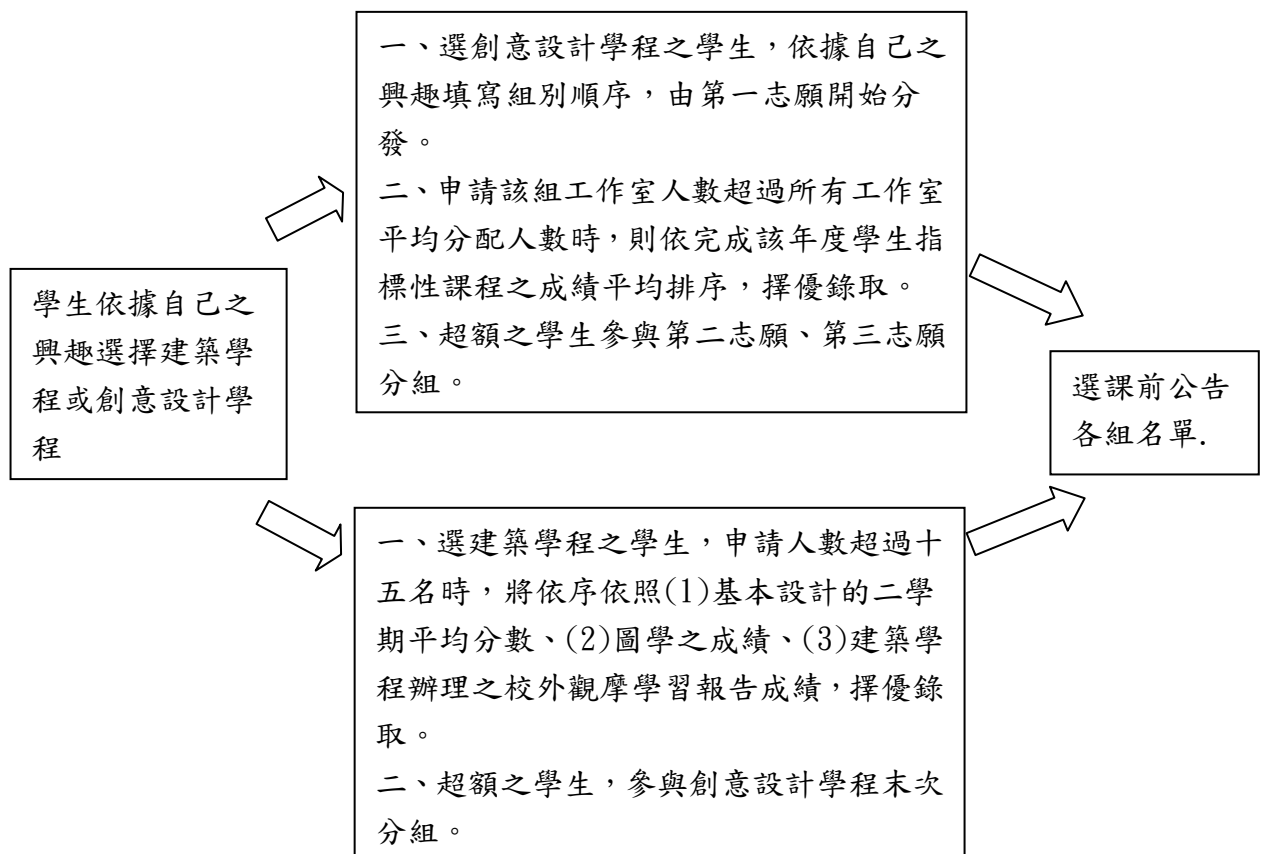 學生依據自己之
興趣選擇建築學
程或創意設計學
程
一、選創意設計學程之學生，依據自己之
興趣填寫組別順序，由第一志願開始分
發。
二、申請該組工作室人數超過所有工作室
平均分配人數時，則依完成該年度學生指
標性課程之成績平均排序，擇優錄取。
三、超額之學生參與第二志願、第三志願
分組。
一、選建築學程之學生，申請人數超過十
五名時，將依序依照(1)基本設計的二學
期平均分數、(2)圖學之成績、(3)建築學
程辦理之校外觀摩學習報告成績，擇優錄
取。
二、超額之學生，參與創意設計學程末次
分組。
選課前公告
各組名單.